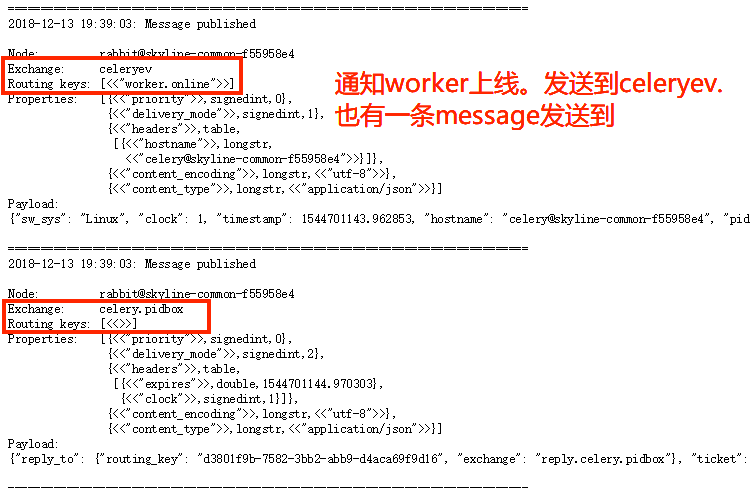 ================================================================================
2018-12-13 19:39:03: Message published
Node: rabbit@skyline-common-f55958e4
Exchange: celeryev
Routing keys: [<<"worker.online">>]
Properties: [{<<"priority">>,signedint,0},
{<<"delivery_mode">>,signedint,1},
{<<"headers">>,table,
[{<<"hostname">>,longstr,
<<"celery@skyline-common-f55958e4">>}]},
{<<"content_encoding">>,longstr,<<"utf-8">>},
{<<"content_type">>,longstr,<<"application/json">>}]
Payload:
{"sw_sys": "Linux", "clock": 1, "timestamp": 1544701143.962853, "hostname": "celery@skyline-common-f55958e4", "pid
通知worker上线。发送到celeryev.
也有一条message发送到
================================================================================
2018-12-13 19:39:03: Message published
Node: rabbit@skyline-common-f55958e4
Exchange: celery.pidbox
Routing keys: [<<>>]
Properties: [{<<"priority">>,signedint,0},
{<<"delivery_mode">>,signedint,2},
{<<"headers">>,table,
[{<<"expires">>,double,1544701144.970303},
{<<"clock">>,signedint,1}]},
{<<"content_encoding">>,longstr,<<"utf-8">>},
{<<"content_type">>,longstr,<<"application/json">>}]
Payload:
{"reply_to": {"routing_key": "d3801f9b-7582-3bb2-abb9-d4aca69f9d16", "exchange": "reply.celery.pidbox"}, "ticket":